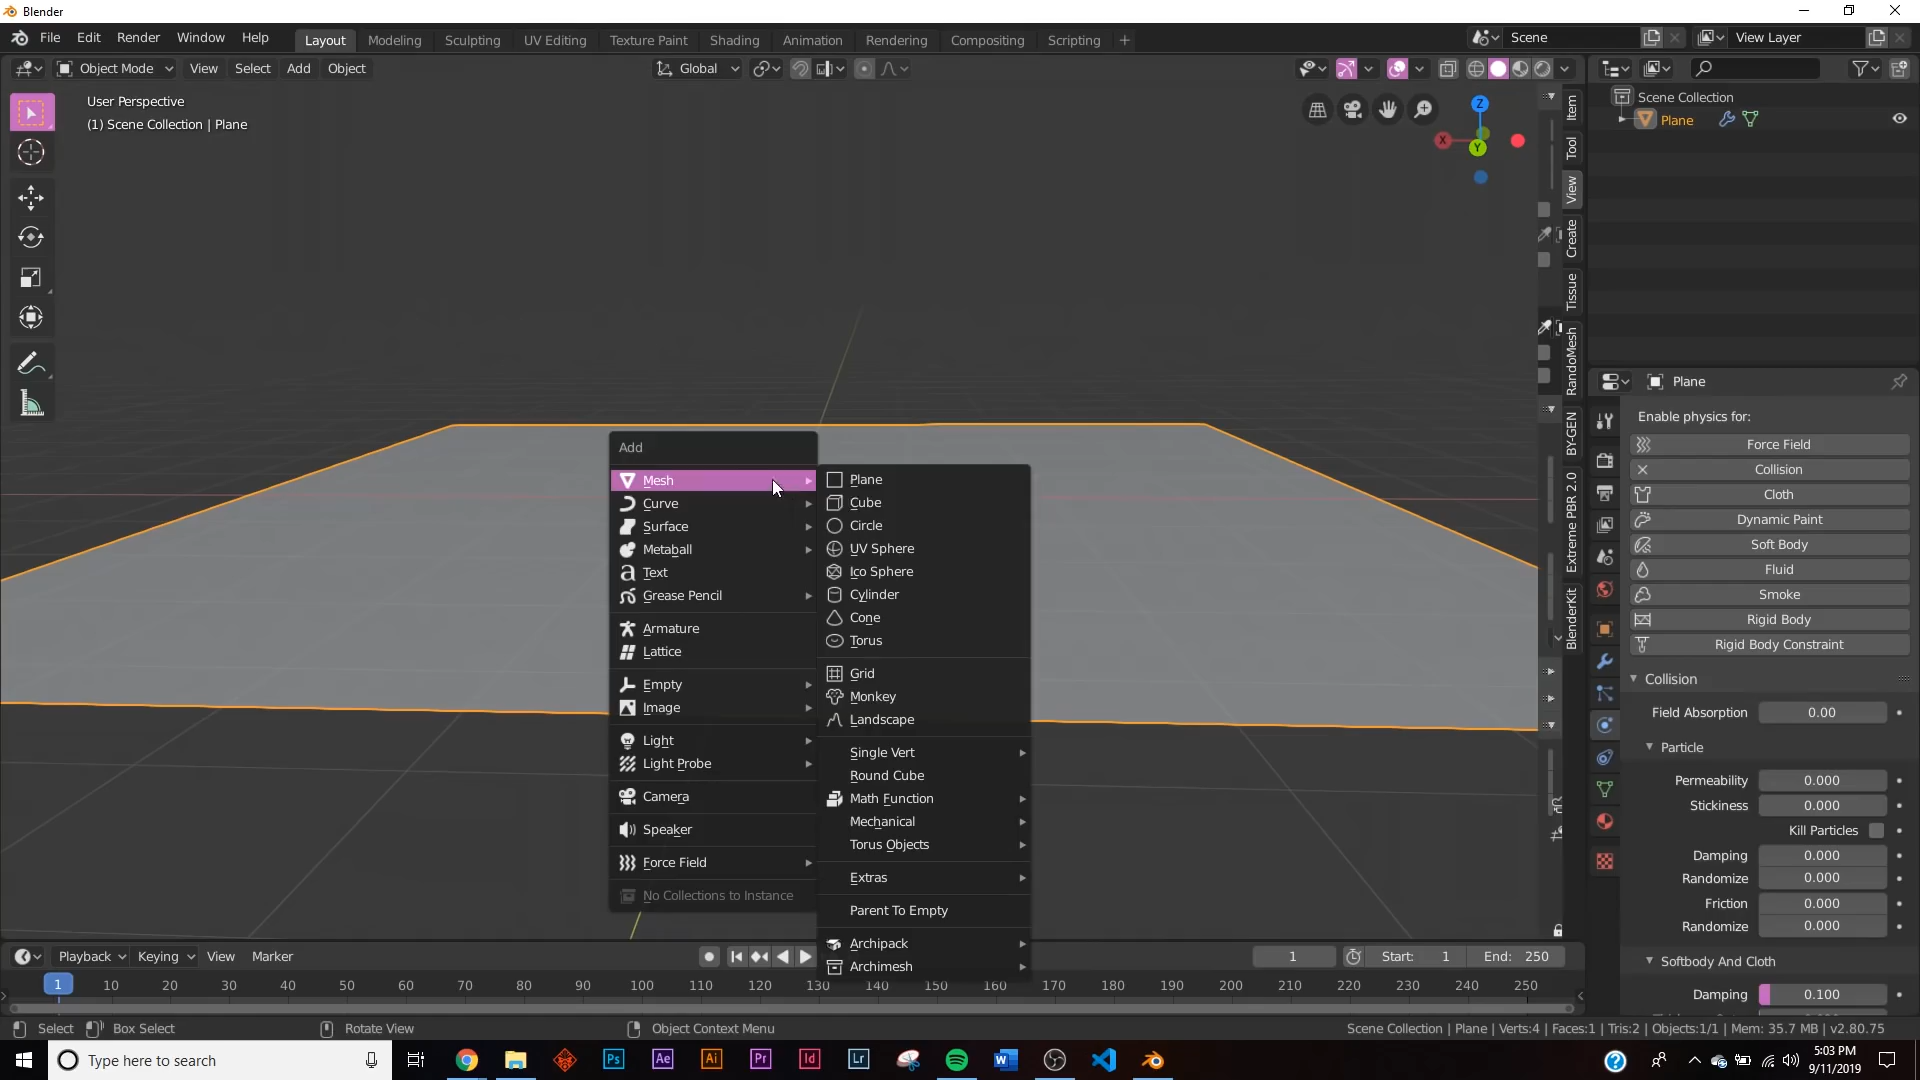 Blender
File Edit Render Window Help Layout Modeling Sculpting UV Editing Texture Paint Shading Animation Rendering Compositing Scripting + Scene View Layer
Object Mode View Select Add Object Global
User Perspective
(1) Scene Collection | Plane
Z
X
Y
Item
Tool
View
Create
Tissue
RandoMesh
BY-GEN
Extreme PBR 2.0
BlenderKit
Scene Collection
Plane
Plane
Enable physics for:
Force Field
Collision
Cloth
Dynamic Paint
Soft Body
Fluid
Smoke
Rigid Body
Rigid Body Constraint
Collision
Field Absorption 0.00
Particle
Permeability 0.000
Stickiness 0.000
Kill Particles
Damping 0.000
Randomize 0.000
Friction 0.000
Randomize 0.000
Softbody And Cloth
Damping 0.100
Add
Mesh
Curve
Surface
Metaball
Text
Grease Pencil
Armature
Lattice
Empty
Image
Light
Light Probe
Camera
Speaker
Force Field
No Collections to Instance
Plane
Cube
Circle
UV Sphere
Ico Sphere
Cylinder
Cone
Torus
Grid
Monkey
Landscape
Single Vert
Round Cube
Math Function
Mechanical
Torus Objects
Extras
Parent To Empty
Archipack
Archimesh
Playback Keying View Marker 1 Start: 1 End: 250
1 10 20 30 40 50 60 70 80 90 100 110 120 130 140 150 160 170 180 190 200 210 220 230 240 250
Select Box Select Rotate View Object Context Menu Scene Collection | Plane | Verts:4 | Faces:1 | Tris:2 | Objects:1/1 | Mem: 35.7 MB | v2.80.75
Type here to search Ps Ae Ai Pr Id Lr W
5:03 PM
9/11/2019